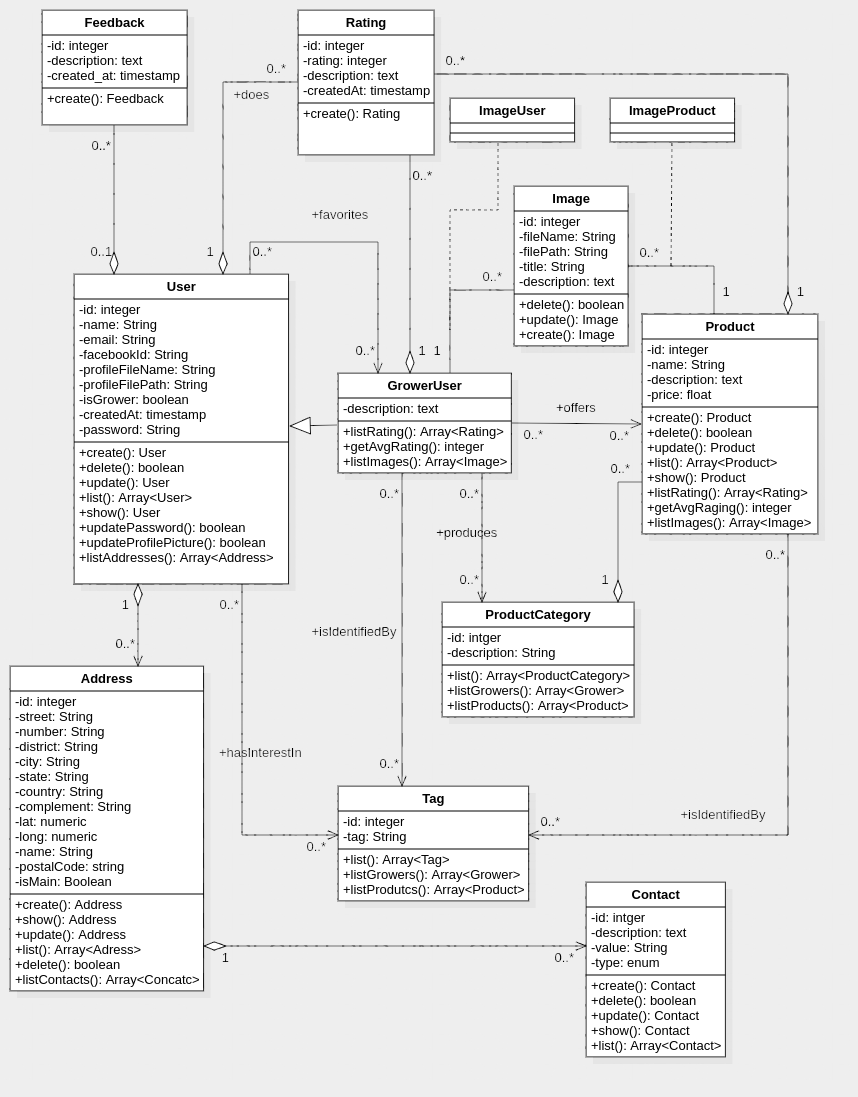 Feedback
-id: integer
-description: text
-created_at: timestamp
+create(): Feedback
Rating
-id: integer
-rating: integer
-description: text
-createdAt: timestamp
+create(): Rating
0..*
+does
0..*
ImageUser
ImageProduct
0..*
0..*
+favorites
Image
-id: integer
-fileName: String
-filePath: String
-title: String
-description: text
+delete(): boolean
+update(): Image
+create(): Image
0..1
1
0..*
0..*
0..*
1
1
User
-id: integer
-name: String
-email: String
-facebookId: String
-profileFileName: String
-profileFilePath: String
-isGrower: boolean
-createdAt: timestamp
-password: String
+create(): User
+delete(): boolean
+update(): User
+list(): Array<User>
+show(): User
+updatePassword(): boolean
+updateProfilePicture(): boolean
+listAddresses(): Array<Address>
0..*
1
1
GrowerUser
-description: text
+listRating(): Array<Rating>
+getAvgRating(): integer
+listImages(): Array<Image>
Product
-id: integer
-name: String
-description: text
-price: float
+create(): Product
+delete(): boolean
+update(): Product
+list(): Array<Product>
+show(): Product
+listRating(): Array<Rating>
+getAvgRaging(): integer
+listImages(): Array<Image>
+offers
0..*
0..*
0..*
0..*
0..*
+produces
0..*
0..*
1
1
0..*
0..*
+isIdentifiedBy
ProductCategory
-id: intger
-description: String
+list(): Array<ProductCategory>
+listGrowers(): Array<Grower>
+listProducts(): Array<Product>
Address
-id: integer
-street: String
-number: String
-district: String
-city: String
-state: String
-country: String
-complement: String
-lat: numeric
-long: numeric
-name: String
-postalCode: string
-isMain: Boolean
+create(): Address
+show(): Address
+update(): Address
+list(): Array<Adress>
+delete(): boolean
+listContacts(): Array<Concatc>
+hasInterestIn
0..*
0..*
Tag
-id: integer
-tag: String
+list(): Array<Tag>
+listGrowers(): Array<Grower>
+listProdutcs(): Array<Product>
0..*
+isIdentifiedBy
1
0..*
Contact
-id: intger
-description: text
-value: String
-type: enum
+create(): Contact
+delete(): boolean
+update(): Contact
+show(): Contact
+list(): Array<Contact>